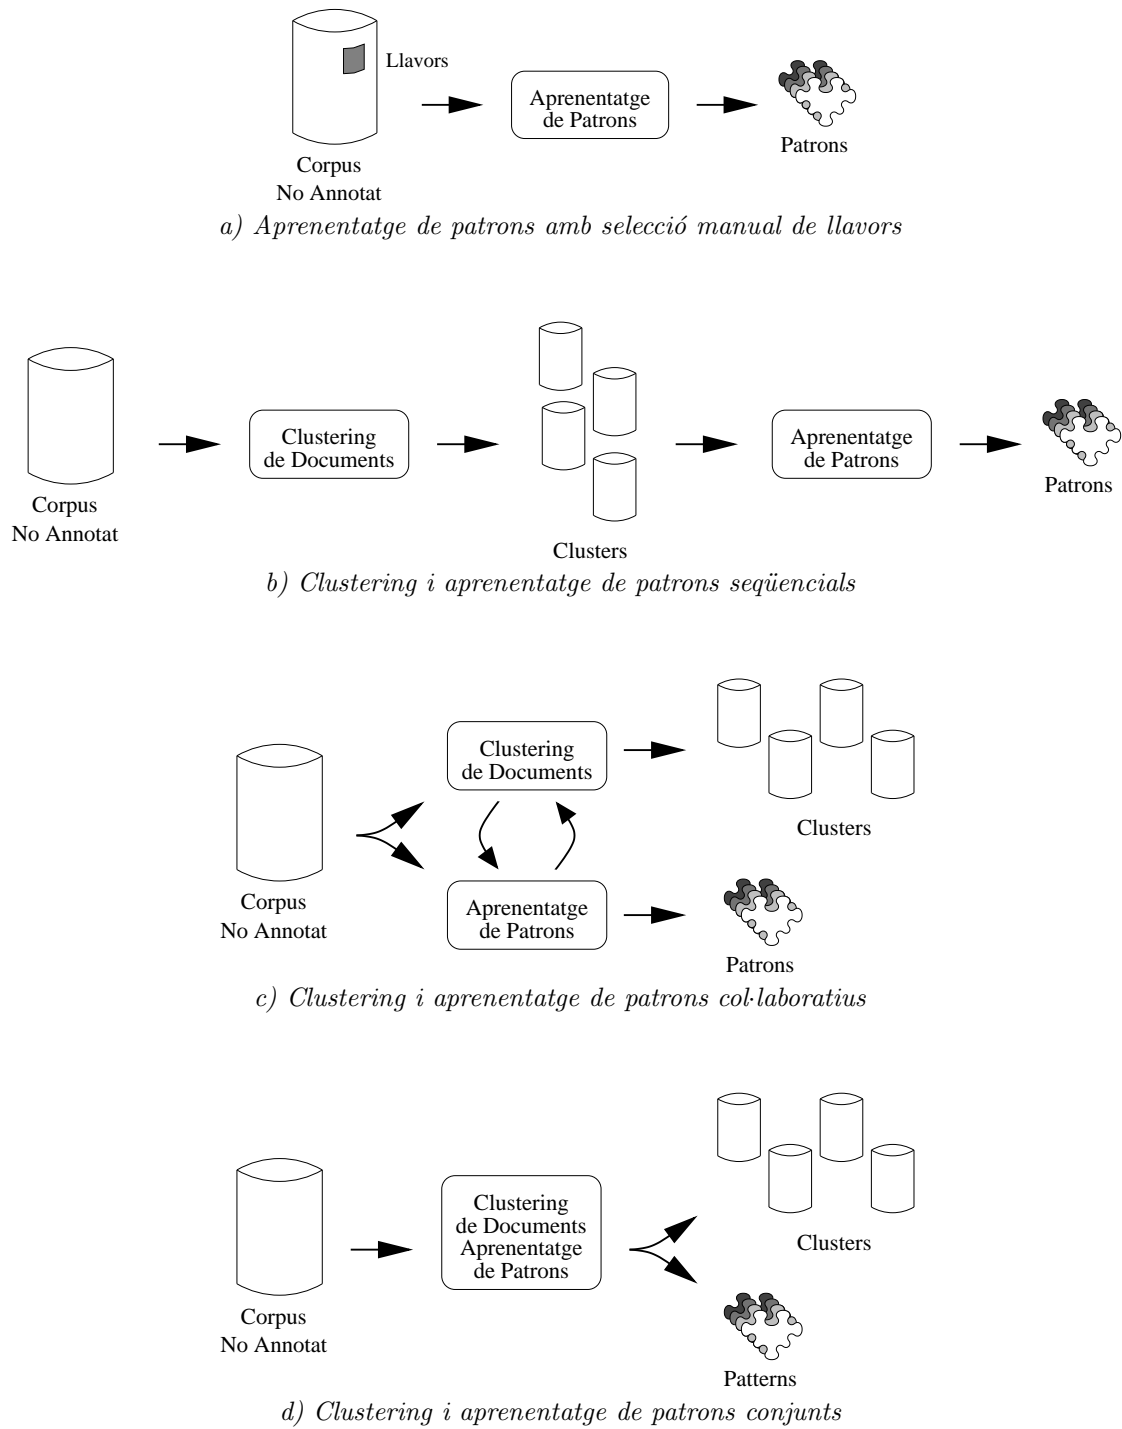 Llavors
Aprenentatge
de Patrons
Patrons
Corpus
No Annotat
a) Aprenentatge de patrons amb selecció manual de llavors
Clustering
de Documents
Aprenentatge
de Patrons
Patrons
Corpus
No Annotat
Clusters
b) Clustering i aprenentatge de patrons seqüencials
Clustering
de Documents
Clusters
Corpus
No Annotat
Aprenentatge
de Patrons
Patrons
c) Clustering i aprenentatge de patrons col·laboratius
Clustering
de Documents
Aprenentatge
de Patrons
Clusters
Corpus
No Annotat
Patterns
d) Clustering i aprenentatge de patrons conjunts